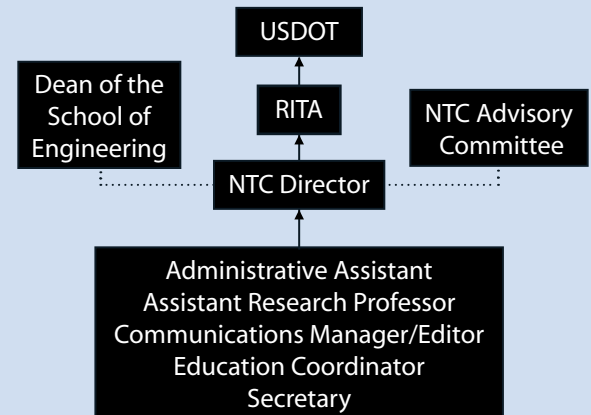 USDOT
Dean of the
School of
Engineering
RITA
NTC Advisory
Committee
NTC Director
Administrative Assistant
Assistant Research Professor
Communications Manager/Editor
Education Coordinator
Secretary